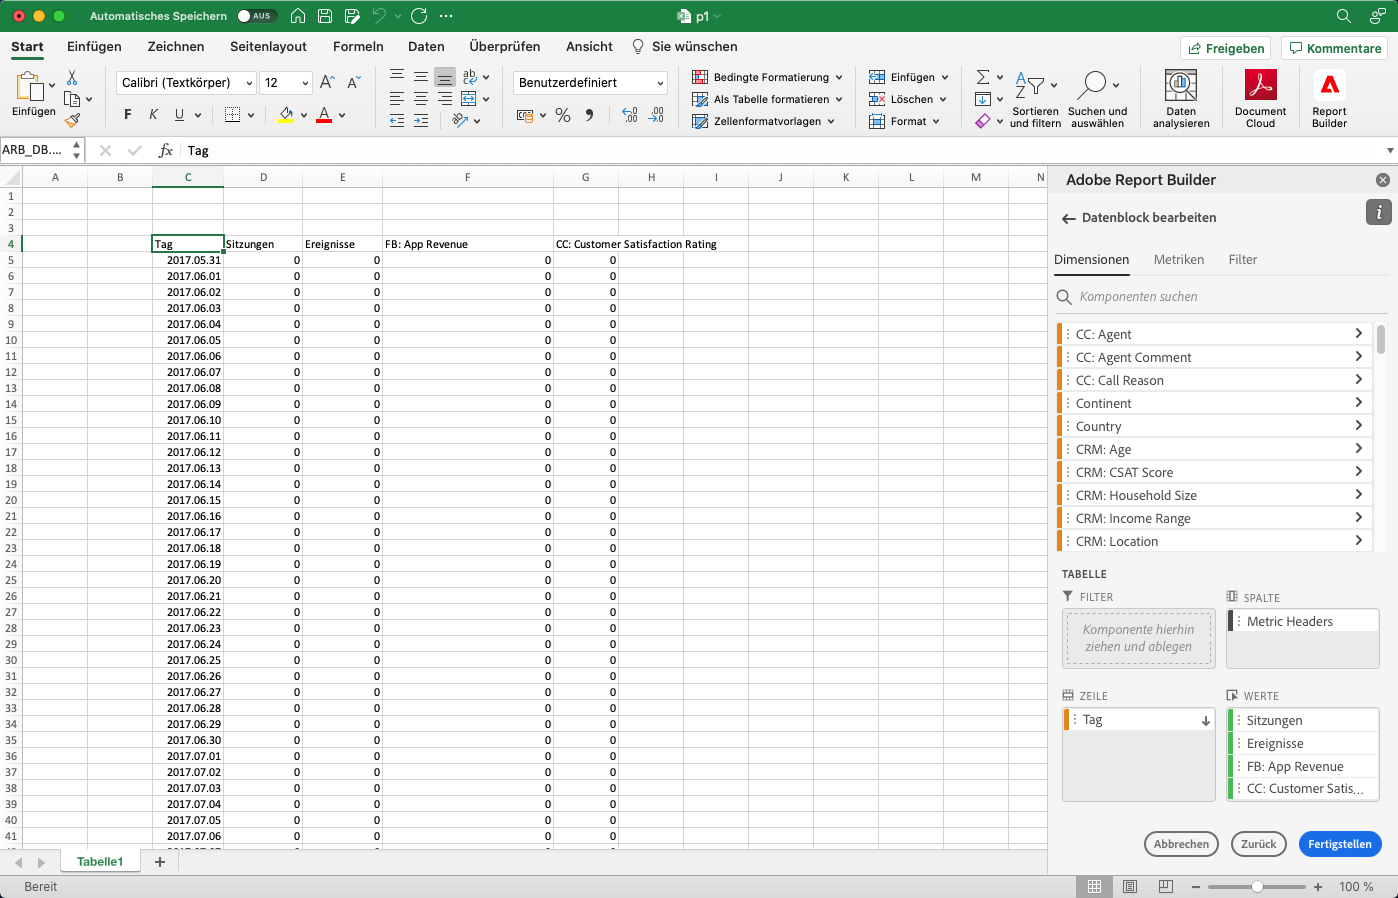 Automatisches Speichern AUS p1
Start Einfügen Zeichnen Seitenlayout Formeln Daten Überprüfen Ansicht Sie wünschen Freigeben Kommentare
Calibri (Textkörper) 12 Benutzerdefiniert Bedingte Formatierung Einfügen
Als Tabelle formatieren Löschen
Zellenformatvorlagen Format
Einfügen F K U
Sortieren und filtern
Suchen und auswählen
Daten analysieren
Document Cloud
Report Builder
ARB_DB.... fx Tag
A B C D E F G H I J K L M N
1
2
3
4 Tag Sitzungen Ereignisse FB: App Revenue CC: Customer Satisfaction Rating
5 2017.05.31 0 0 0 0
6 2017.06.01 0 0 0 0
7 2017.06.02 0 0 0 0
8 2017.06.03 0 0 0 0
9 2017.06.04 0 0 0 0
10 2017.06.05 0 0 0 0
11 2017.06.06 0 0 0 0
12 2017.06.07 0 0 0 0
13 2017.06.08 0 0 0 0
14 2017.06.09 0 0 0 0
15 2017.06.10 0 0 0 0
16 2017.06.11 0 0 0 0
17 2017.06.12 0 0 0 0
18 2017.06.13 0 0 0 0
19 2017.06.14 0 0 0 0
20 2017.06.15 0 0 0 0
21 2017.06.16 0 0 0 0
22 2017.06.17 0 0 0 0
23 2017.06.18 0 0 0 0
24 2017.06.19 0 0 0 0
25 2017.06.20 0 0 0 0
26 2017.06.21 0 0 0 0
27 2017.06.22 0 0 0 0
28 2017.06.23 0 0 0 0
29 2017.06.24 0 0 0 0
30 2017.06.25 0 0 0 0
31 2017.06.26 0 0 0 0
32 2017.06.27 0 0 0 0
33 2017.06.28 0 0 0 0
34 2017.06.29 0 0 0 0
35 2017.06.30 0 0 0 0
36 2017.07.01 0 0 0 0
37 2017.07.02 0 0 0 0
38 2017.07.03 0 0 0 0
39 2017.07.04 0 0 0 0
40 2017.07.05 0 0 0 0
41 2017.07.06 0 0 0 0
Adobe Report Builder
Datenblock bearbeiten
Dimensionen Metriken Filter
Komponenten suchen
CC: Agent
CC: Agent Comment
CC: Call Reason
Continent
Country
CRM: Age
CRM: CSAT Score
CRM: Household Size
CRM: Income Range
CRM: Location
TABELLE
FILTER
Komponente hierhin
ziehen und ablegen
SPALTE
Metric Headers
ZEILE
Tag
WERTE
Sitzungen
Ereignisse
FB: App Revenue
CC: Customer Satis...
Abbrechen Zurück Fertigstellen
Tabelle1
Bereit 100 %